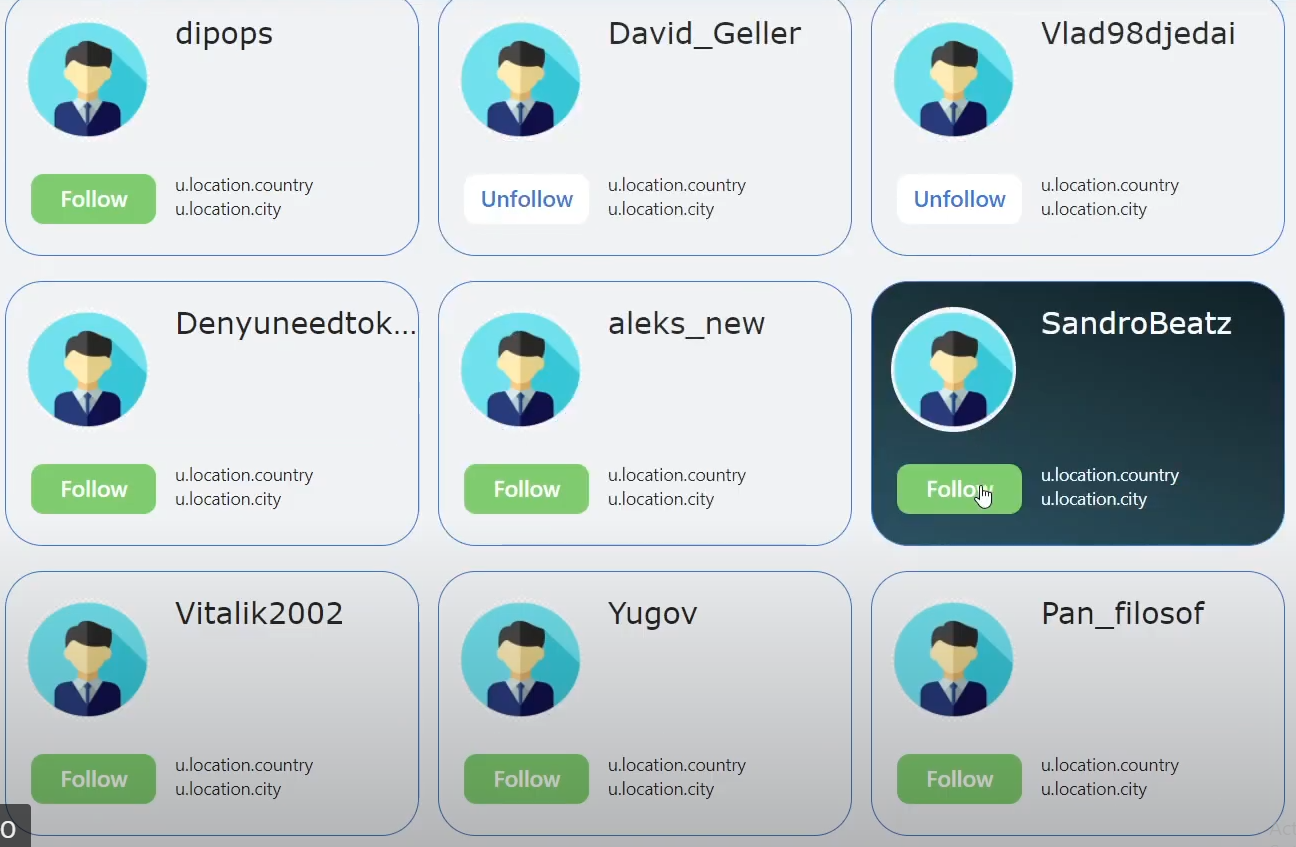 dipops
Follow
u.location.country
u.location.city
David_Geller
Unfollow
u.location.country
u.location.city
Vlad98djedai
Unfollow
u.location.country
u.location.city
Denyuneedtok...
Follow
u.location.country
u.location.city
aleks_new
Follow
u.location.country
u.location.city
SandroBeatz
Follow
u.location.country
u.location.city
Vitalik2002
Follow
u.location.country
u.location.city
Yugov
Follow
u.location.country
u.location.city
Pan_filosof
Follow
u.location.country
u.location.city